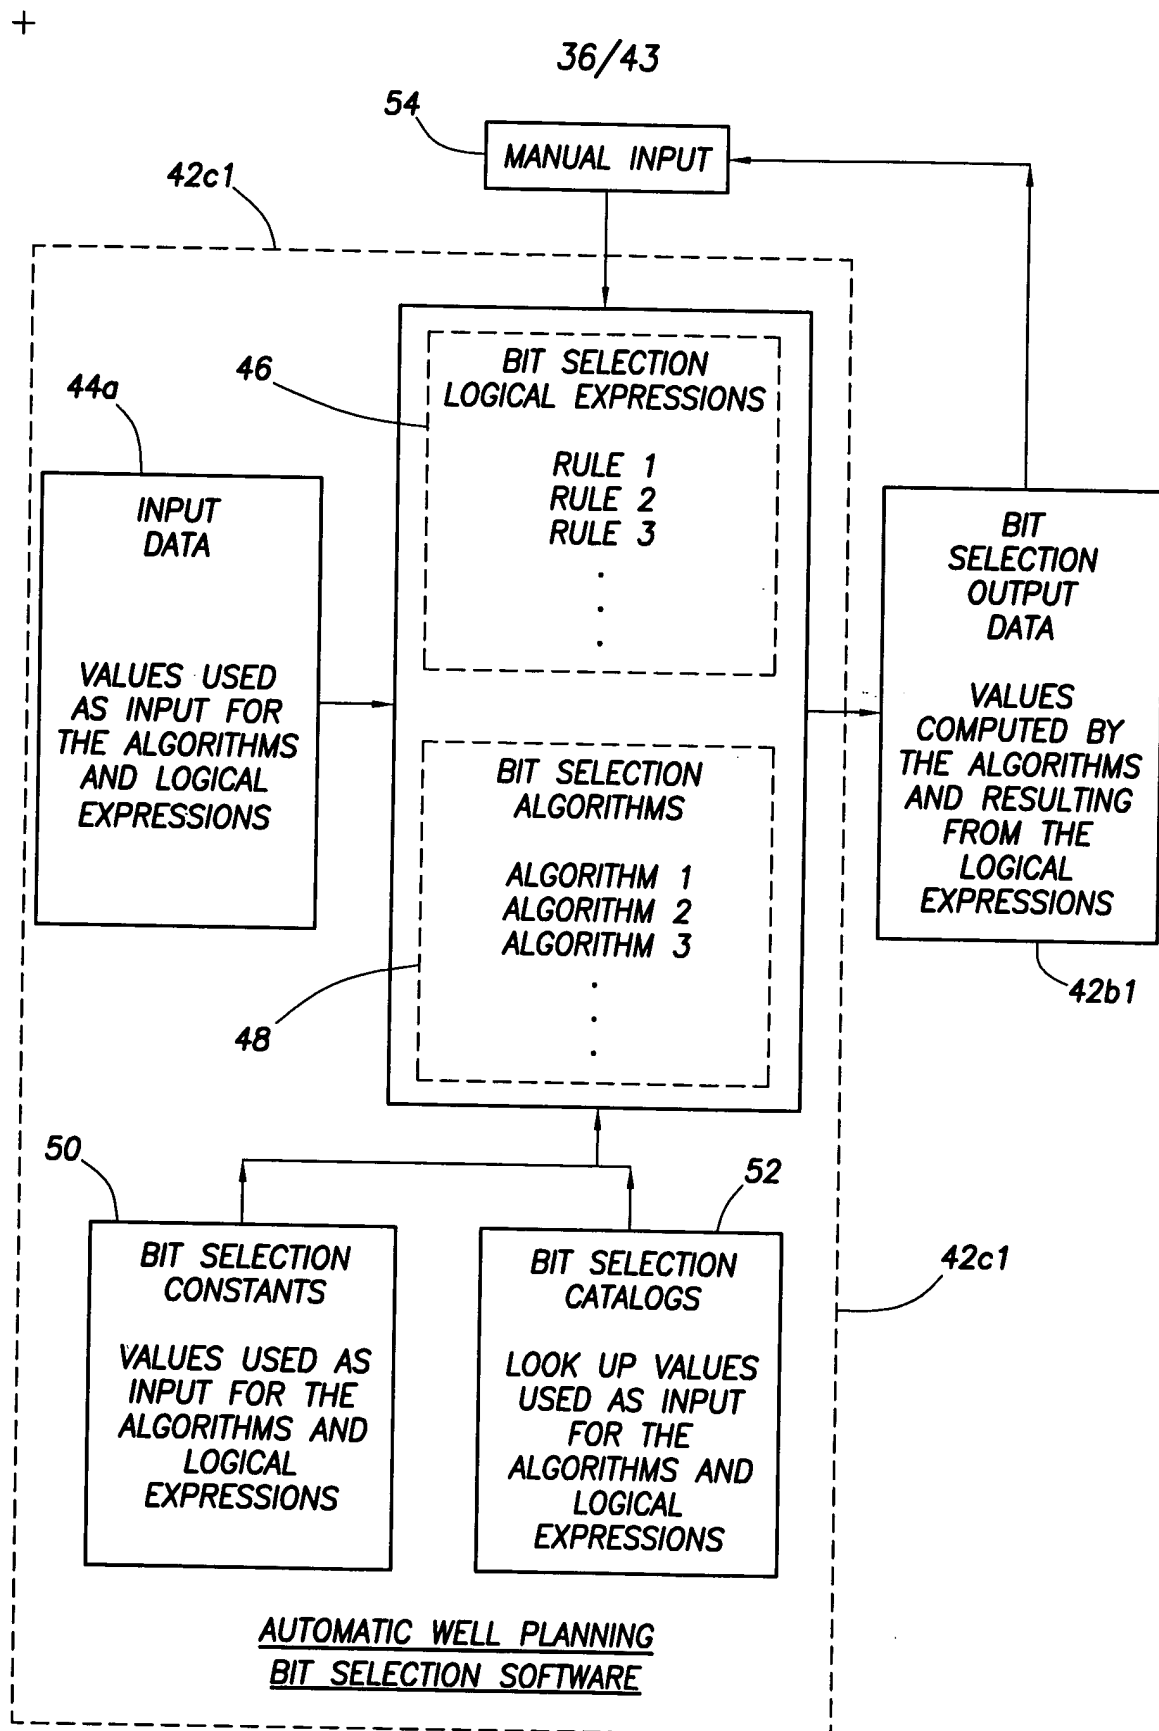 36/43
54
MANUAL INPUT
42c1
46
BIT SELECTION
LOGICAL EXPRESSIONS
RULE 1
RULE 2
RULE 3
44a
INPUT
DATA
VALUES USED
AS INPUT FOR
THE ALGORITHMS
AND LOGICAL
EXPRESSIONS
BIT SELECTION
ALGORITHMS
ALGORITHM 1
ALGORITHM 2
ALGORITHM 3
48
BIT
SELECTION
OUTPUT
DATA
VALUES
COMPUTED BY
THE ALGORITHMS
AND RESULTING
FROM THE
LOGICAL
EXPRESSIONS
42b1
50
BIT SELECTION
CONSTANTS
VALUES USED AS
INPUT FOR THE
ALGORITHMS AND
LOGICAL
EXPRESSIONS
52
BIT SELECTION
CATALOGS
LOOK UP VALUES
USED AS INPUT
FOR THE
ALGORITHMS AND
LOGICAL
EXPRESSIONS
42c1
AUTOMATIC WELL PLANNING
BIT SELECTION SOFTWARE